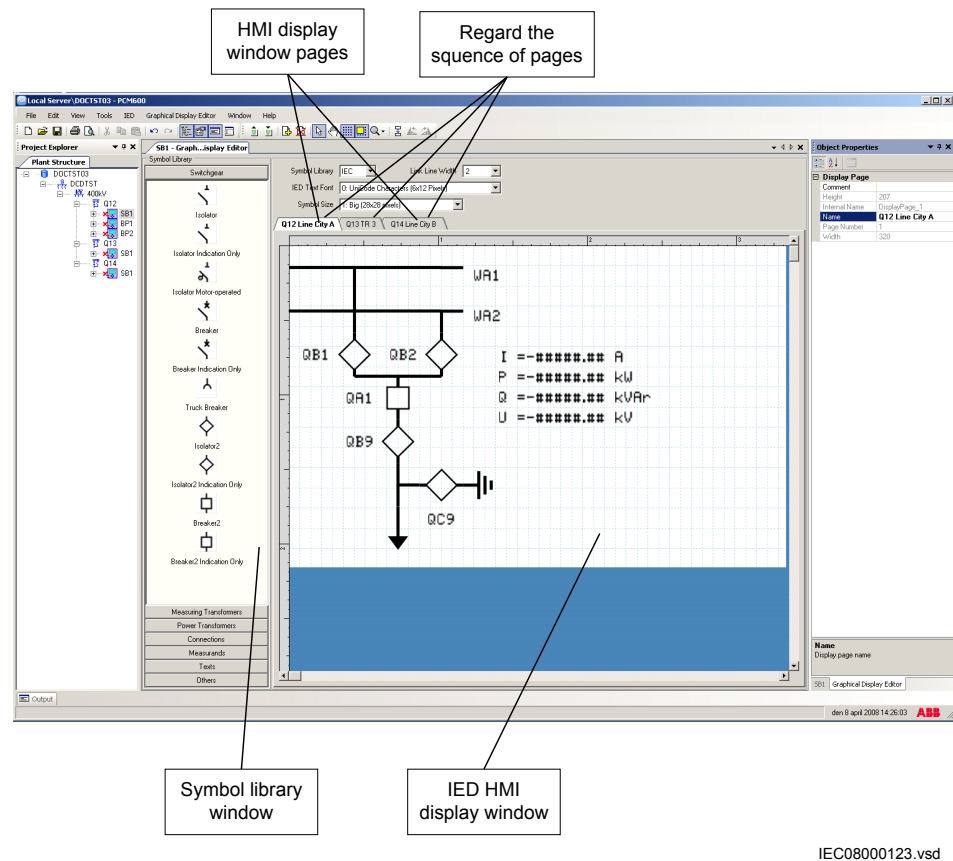 HMI display
window pages
Regard the
squence of pages
Local Server\DOCTST03 - PCM600
File Edit View Tools IED Graphical Display Editor Window Help
Project Explorer
Plant Structure
DOCTST03
DCDTST
400kV
Q12
SB1
BP1
BP2
Q13
SB1
Q14
SB1
SB1 - Graph...isplay Editor
Symbol Library
Switchgear
Isolator
Isolator Indication Only
Isolator Motor-operated
Breaker
Breaker Indication Only
Truck Breaker
Isolator2
Isolator2 Indication Only
Breaker2
Breaker2 Indication Only
Measuring Transformers
Power Transformers
Connections
Measurands
Texts
Others
Symbol Library IEC Link Line Width 2
IED Text Font 0: UniCode Characters (6x12 Pixels)
Symbol Size 1: Big (28x28 pixels)
Q12 Line City A Q13 TR 3 Q14 Line City B
1 2 3
1
2
WA1
WA2
QB1 QB2
QA1
QB9
QC9
I =-#####.## A
P =-#####.## kW
Q =-#####.## kVAr
U =-#####.## kV
Object Properties
Display Page
Comment
Height 207
Internal Name DisplayPage_1
Name Q12 Line City A
Page Number 1
Width 320
Name
Display page name
SB1 Graphical Display Editor
Output
den 8 april 2008 14:26:03 ABB
Symbol library
window
IED HMI
display window
IEC08000123.vsd